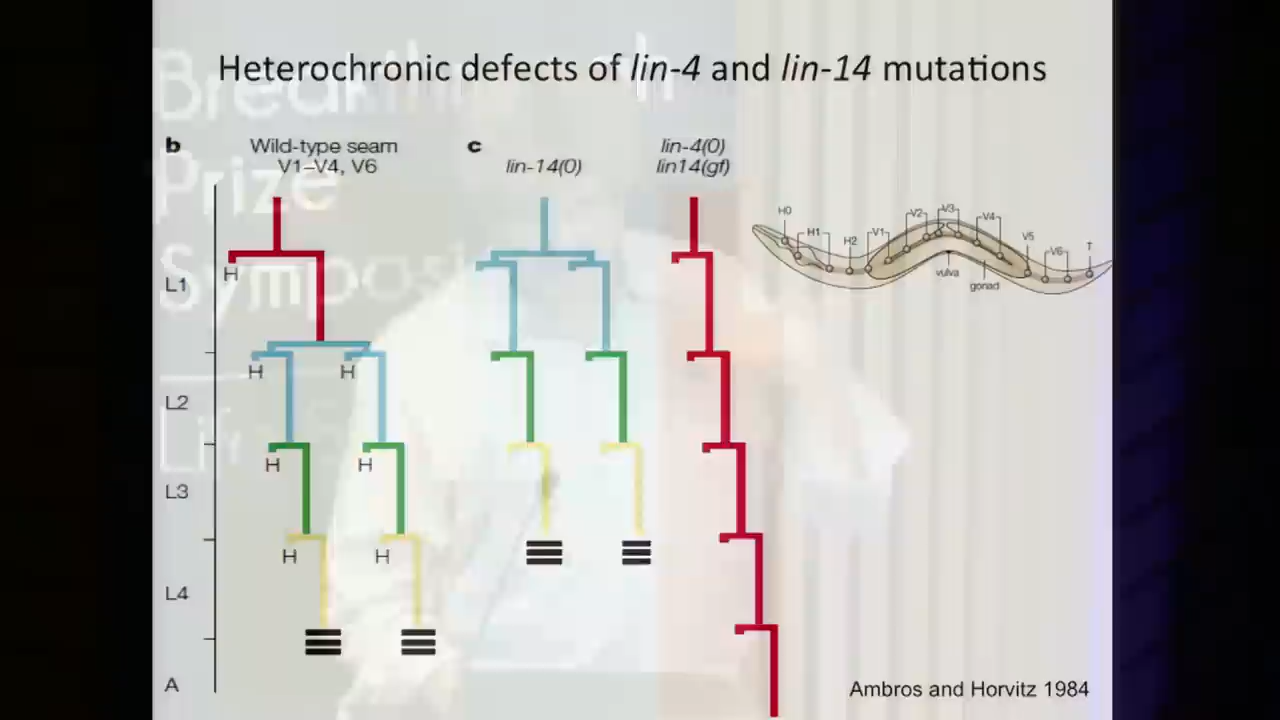 Heterochronic defects of lin-4 and lin-14 mutations
b
Wild-type seam
V1–V4, V6
c
lin-14(0)
lin-4(0)
lin14(gf)
H0
H1
H2
V1
V2
V3
V4
V5
V6
T
vulva
gonad
H
L1
H H
L2
H H
L3
H H
L4
A
Ambros and Horvitz 1984
Prize